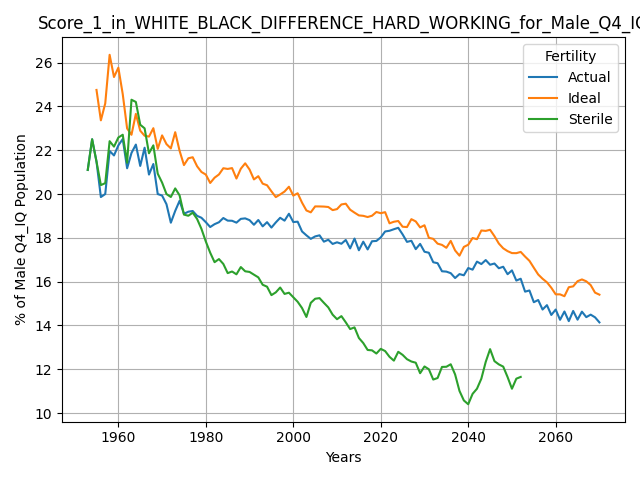 Score_1_in_WHITE_BLACK_DIFFERENCE_HARD_WORKING_for_Male_Q4_IQ
Fertility
Actual
Ideal
Sterile
% of Male Q4_IQ Population
26
24
22
20
18
16
14
12
10
1960
1980
2000
2020
2040
2060
Years